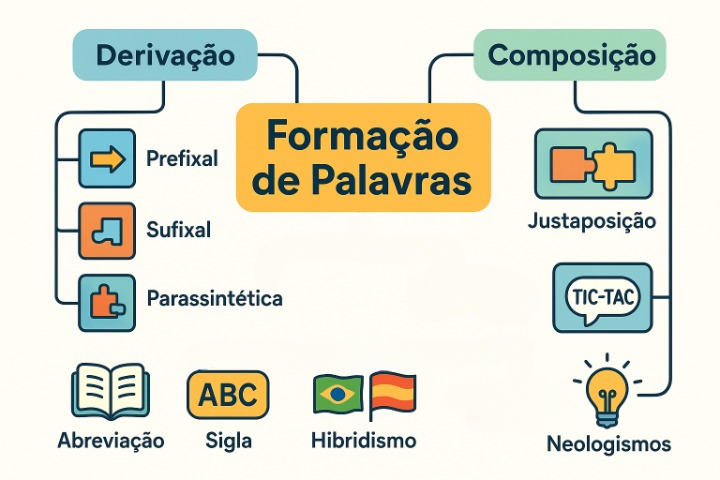 Derivação
Composição
Formação
de Palavras
Prefixal
Sufixal
Parassintética
Justaposição
TIC-TAC
Abreviação
ABC
Sigla
Hibridismo
Neologismos